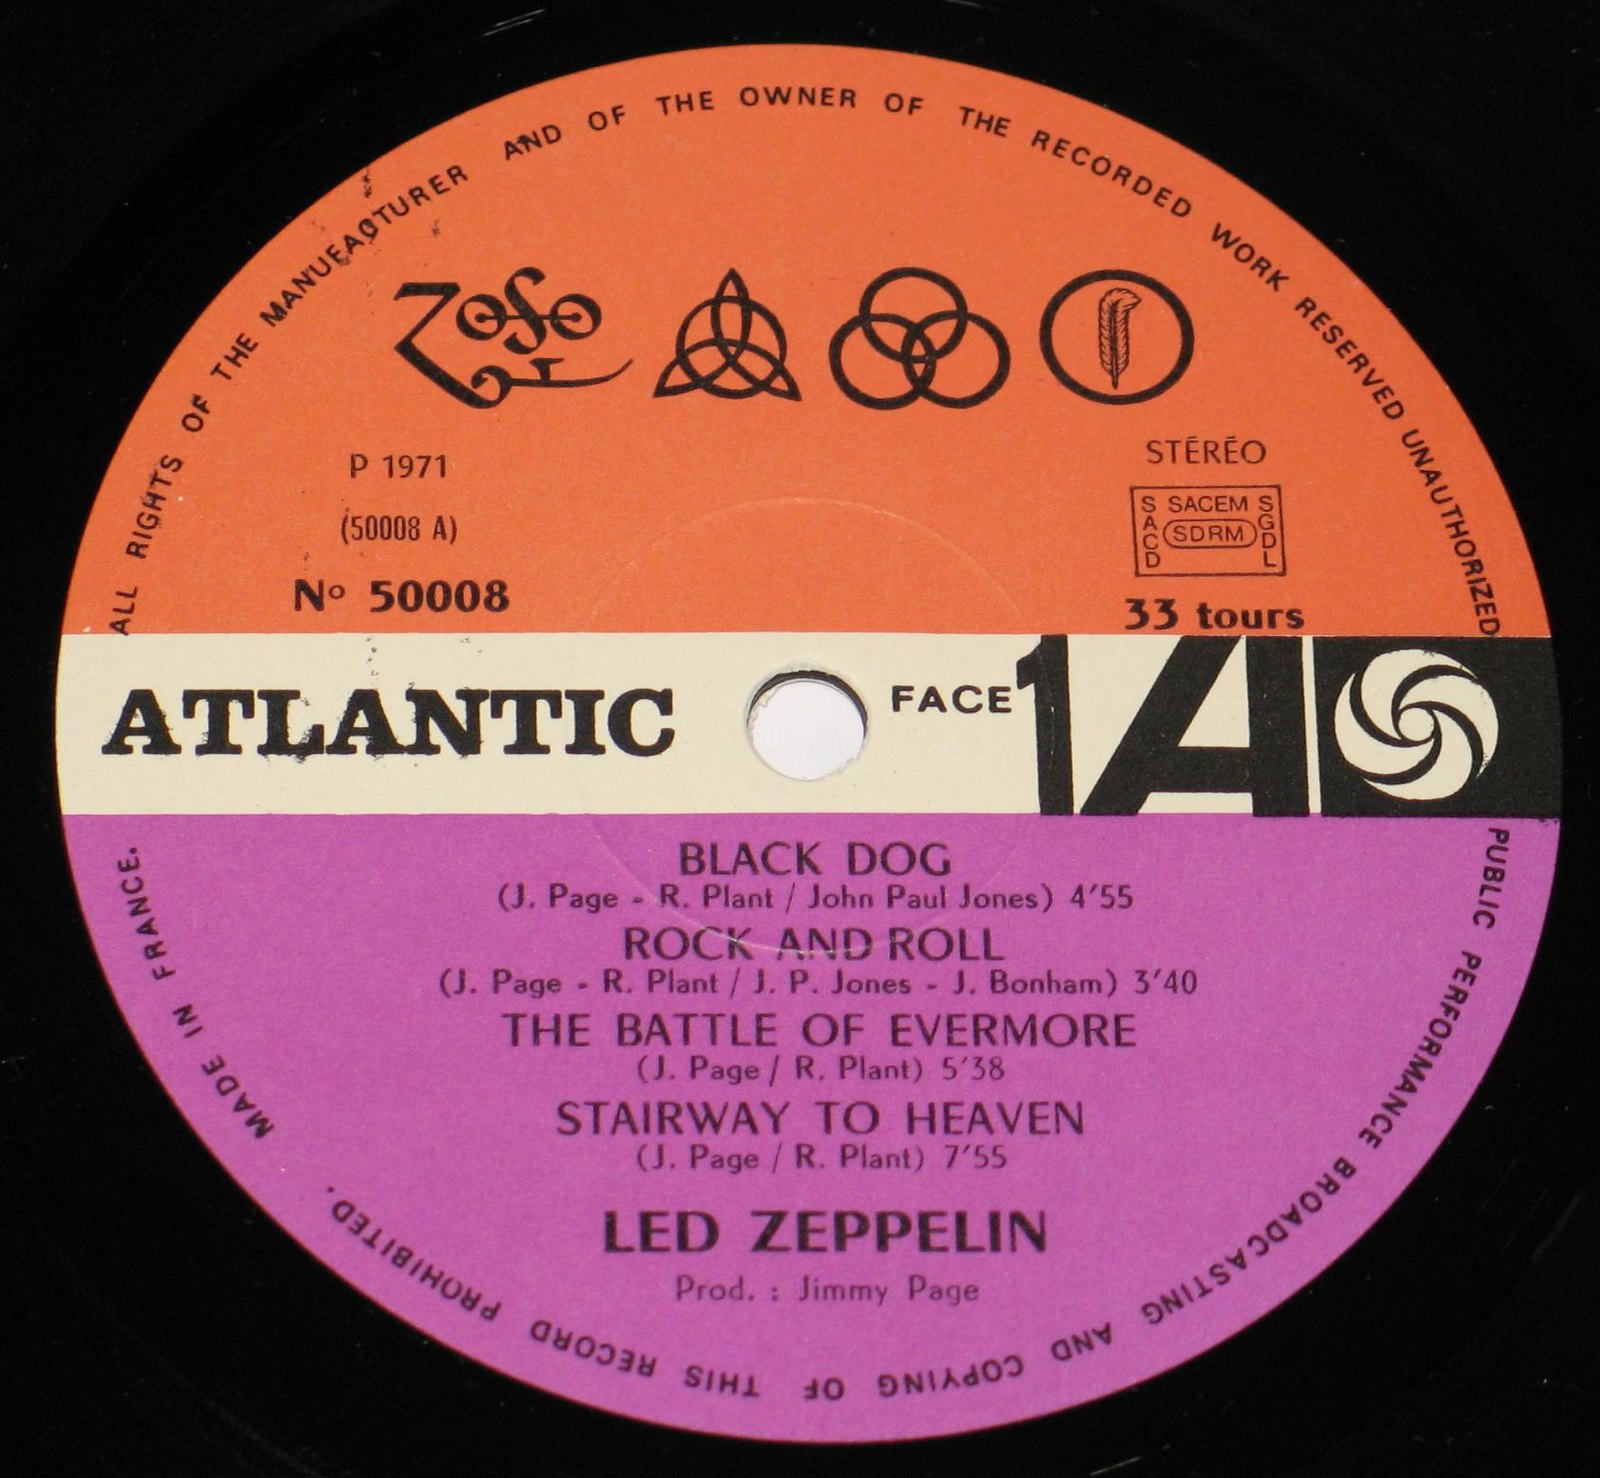 ALL RIGHTS OF THE MANUFACTURER AND OF THE OWNER OF THE RECORDED WORK RESERVED UNAUTHORIZED PUBLIC PERFORMANCE BROADCASTING AND COPYING OF THIS RECORD PROHIBITED. MADE IN FRANCE.
ZOSO
P 1971
(50008 A)
Nº 50008
STÉRÉO
SACD SACEM SGDL
SDRM
33 tours
ATLANTIC
FACE 1
A
BLACK DOG
(J. Page - R. Plant / John Paul Jones) 4'55
ROCK AND ROLL
(J. Page - R. Plant / J. P. Jones - J. Bonham) 3'40
THE BATTLE OF EVERMORE
(J. Page / R. Plant) 5'38
STAIRWAY TO HEAVEN
(J. Page / R. Plant) 7'55
LED ZEPPELIN
Prod. : Jimmy Page